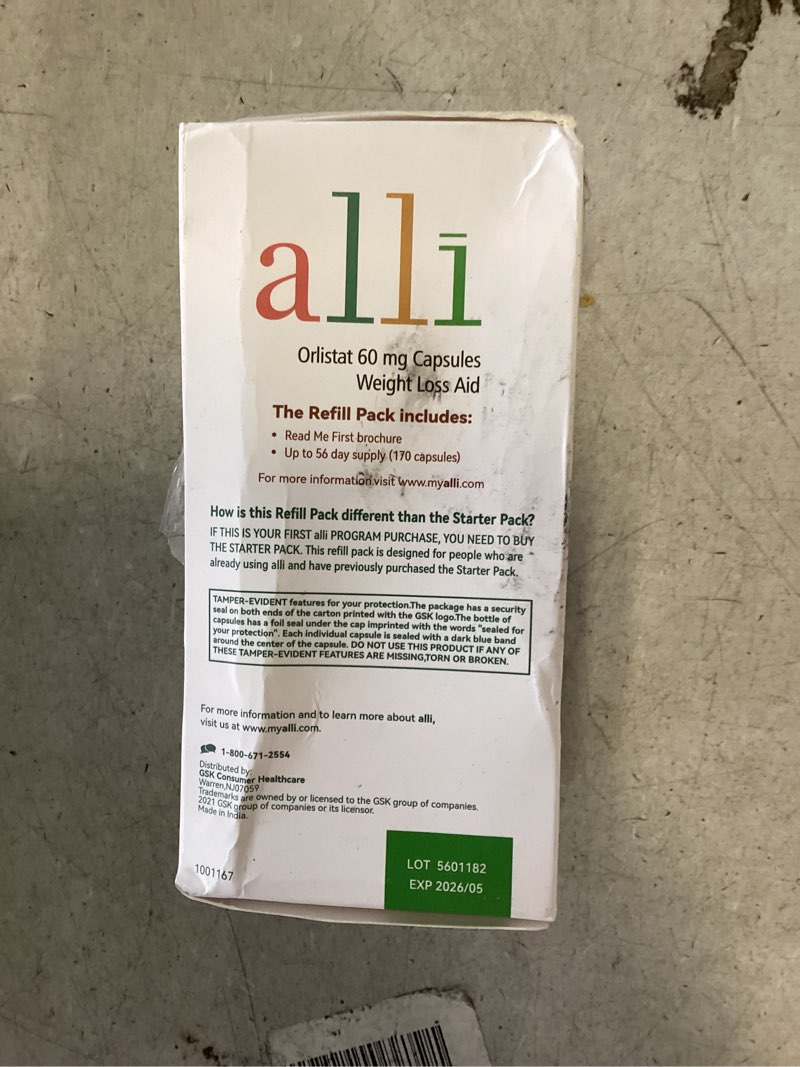 alli
Orlistat 60 mg Capsules
Weight Loss Aid
The Refill Pack includes:
• Read Me First brochure
• Up to 56 day supply (170 capsules)
For more information,visit www.myalli.com
How is this Refill Pack different than the Starter Pack?
IF THIS IS YOUR FIRST alli PROGRAM PURCHASE, YOU NEED TO BUY
THE STARTER PACK. This refill pack is designed for people who are
already using alli and have previously purchased the Starter Pack.
TAMPER-EVIDENT features for your protection.The package has a security
seal on both ends of the carton printed with the GSK logo.The bottle of
capsules has a foil seal under the cap imprinted with the words "sealed for
your protection". Each individual capsule is sealed with a dark blue band
around the center of the capsule. DO NOT USE THIS PRODUCT IF ANY OF
THESE TAMPER-EVIDENT FEATURES ARE MISSING,TORN OR BROKEN.
For more information and to learn more about alli,
visit us at www.myalli.com.
1-800-671-2554
Distributed by:
GSK Consumer Healthcare
Warren,NJ07059
Trademarks are owned by or licensed to the GSK group of companies.
2021 GSK group of companies or its licensor.
Made in India.
1001167
LOT 5601182
EXP 2026/05